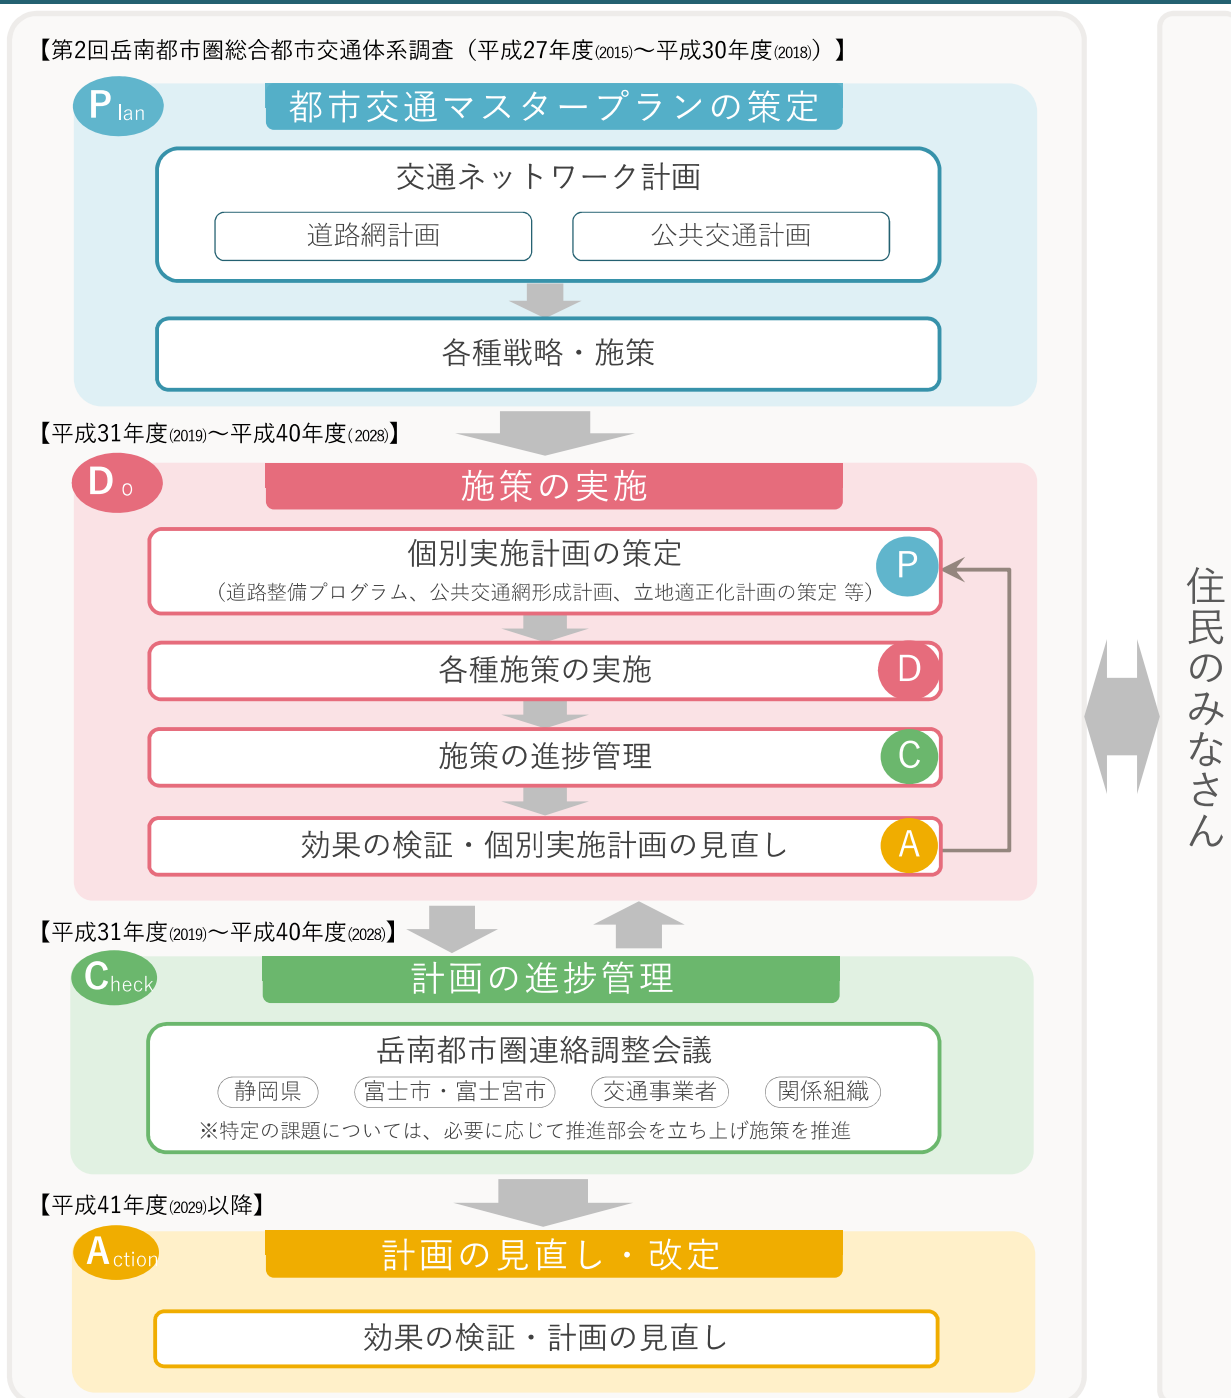 【第2回岳南都市圏総合都市交通体系調査（平成27年度(2015)～平成30年度(2018)）】
Plan
都市交通マスタープランの策定
交通ネットワーク計画
道路網計画
公共交通計画
各種戦略・施策
【平成31年度(2019)～平成40年度(2028)】
Do
施策の実施
個別実施計画の策定
P
（道路整備プログラム、公共交通網形成計画、立地適正化計画の策定 等）
各種施策の実施
D
施策の進捗管理
C
効果の検証・個別実施計画の見直し
A
【平成31年度(2019)～平成40年度(2028)】
Check
計画の進捗管理
岳南都市圏連絡調整会議
静岡県
富士市・富士宮市
交通事業者
関係組織
※特定の課題については、必要に応じて推進部会を立ち上げ施策を推進
【平成41年度(2029)以降】
Action
計画の見直し・改定
効果の検証・計画の見直し
住民のみなさん